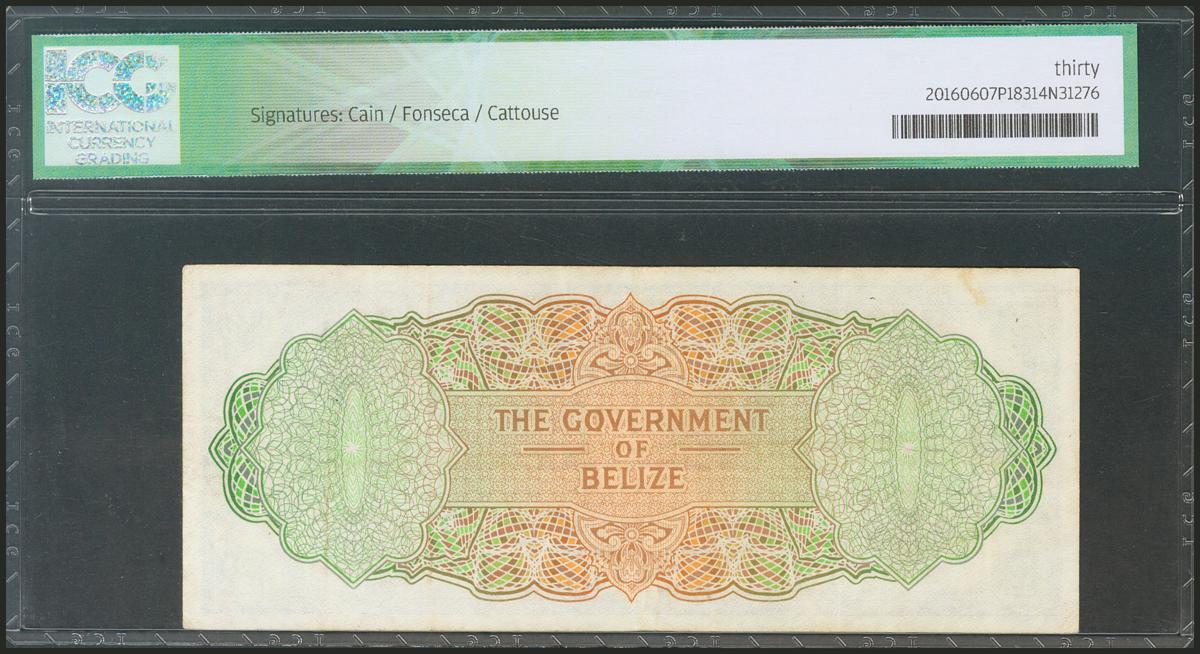 ICG
INTERNATIONAL
CURRENCY
GRADING
Signatures: Cain / Fonseca / Cattouse
thirty
20160607P18314N31276
THE GOVERNMENT
OF
BELIZE